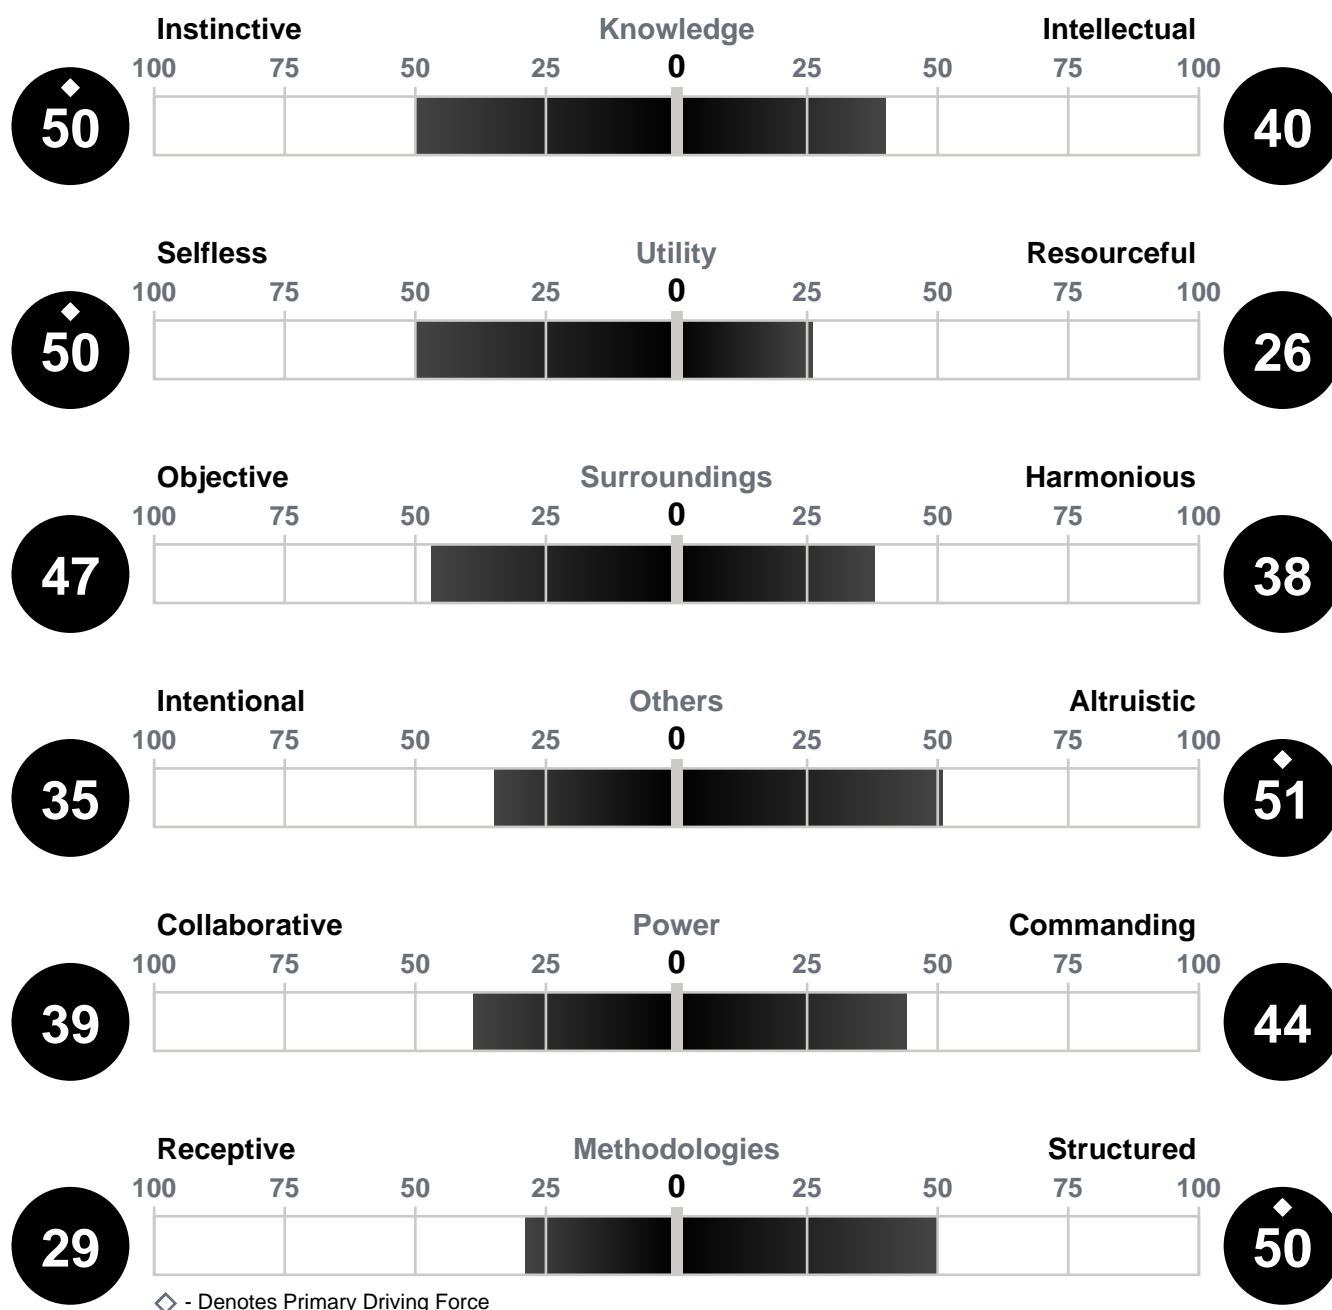 Instinctive Knowledge Intellectual
100 75 50 25 0 25 50 75 100
50 40
Selfless Utility Resourceful
100 75 50 25 0 25 50 75 100
50 26
Objective Surroundings Harmonious
100 75 50 25 0 25 50 75 100
47 38
Intentional Others Altruistic
100 75 50 25 0 25 50 75 100
35 51
Collaborative Power Commanding
100 75 50 25 0 25 50 75 100
39 44
Receptive Methodologies Structured
100 75 50 25 0 25 50 75 100
29 50
- Denotes Primary Driving Force